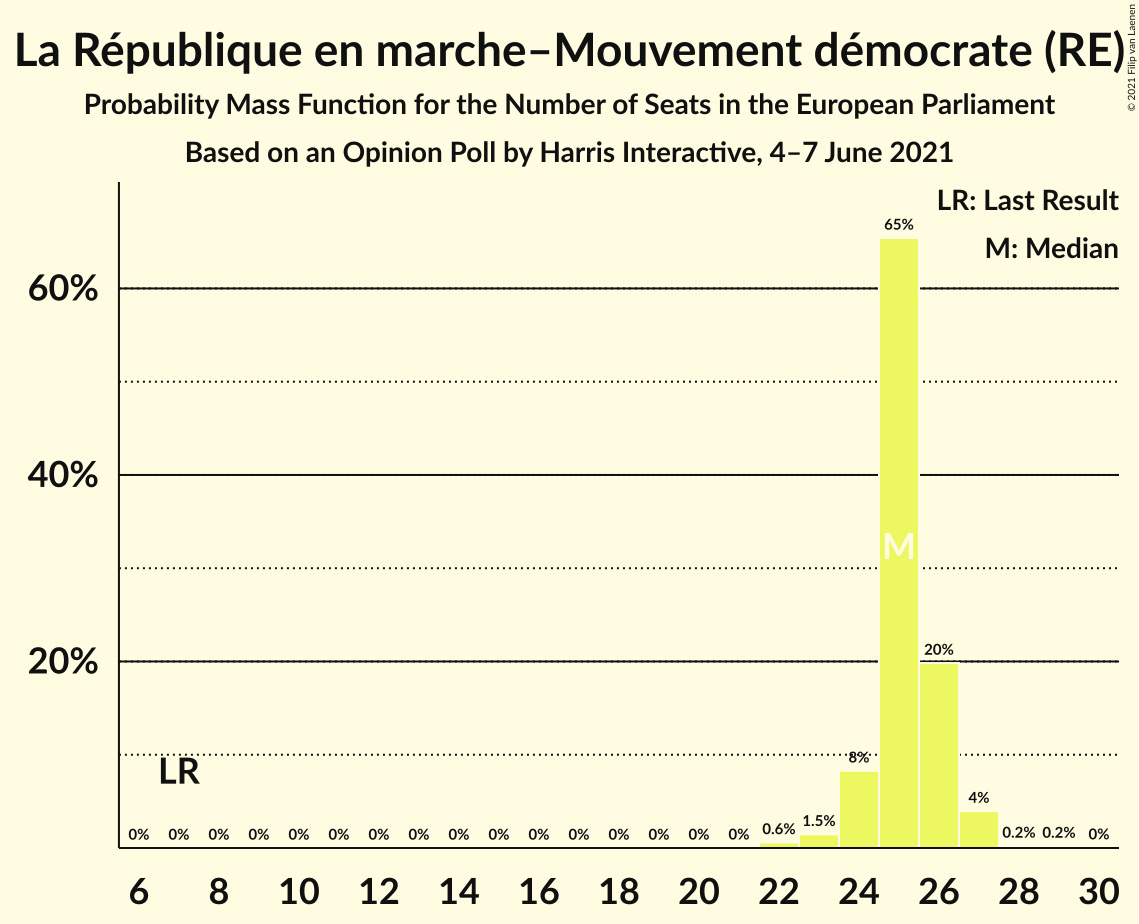 La République en marche–Mouvement démocrate (RE)
© 2021 Filip van Laenen
Probability Mass Function for the Number of Seats in the European Parliament
Based on an Opinion Poll by Harris Interactive, 4–7 June 2021
LR: Last Result
M: Median
65%
60%
40%
M
20%
20%
8%
LR
4%
0% 0% 0% 0% 0% 0% 0% 0% 0% 0% 0% 0% 0% 0% 0% 0% 0.6% 1.5% 0.2% 0.2% 0%
6 8 10 12 14 16 18 20 22 24 26 28 30